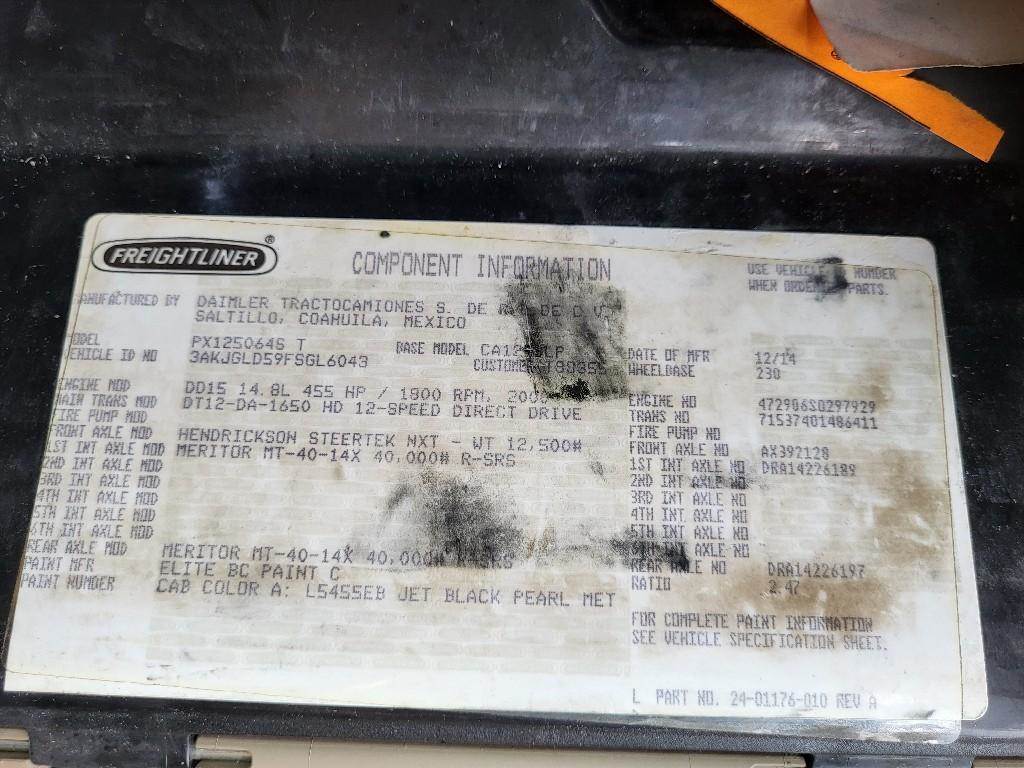 FREIGHTLINER ®
COMPONENT INFORMATION
USE VEHICLE NUMBER
WHEN PARTS.
MANUFACTURED BY DAIMLER TRACTOCAMIONES S. DE DE
SALTILLO, COAHUILA, MEXICO
MODEL PX125064S T BASE MODEL DATE OF MFR 12/14
VEHICLE ID NO 3AKJGLD59FSGL6043 WHEELBASE 230
ENGINE MOD DD15 14.8L 455 HP / 1800 RPM, ENGINE NO 472906S0297929
MAIN TRANS MOD DT12-DA-1650 HD 12-SPEED DIRECT DRIVE TRANS NO 71537401486411
FIRE PUMP MOD FIRE PUMP NO
FRONT AXLE MOD HENDRICKSON STEERTEK NXT - WT 12,500# FRONT AXLE NO AX392128
1ST INT AXLE MOD MERITOR MT-40-14X 40,000# R-SRS 1ST INT AXLE NO DRA14226189
2ND INT AXLE MOD 2ND INT AXLE NO
3RD INT AXLE MOD 3RD INT AXLE NO
4TH INT AXLE MOD 4TH INT AXLE NO
5TH INT AXLE MOD 5TH INT AXLE NO
6TH INT AXLE MOD 6TH INT AXLE NO
REAR AXLE MOD MERITOR MT-40-14X 40,000# REAR AXLE NO DRA14226197
PAINT MFR ELITE BC PAINT C RATIO 2.47
PAINT NUMBER CAB COLOR A: L5455EB JET BLACK PEARL MET
FOR COMPLETE PAINT INFORMATION
SEE VEHICLE SPECIFICATION SHEET.
L PART NO. 24-01176-010 REV A